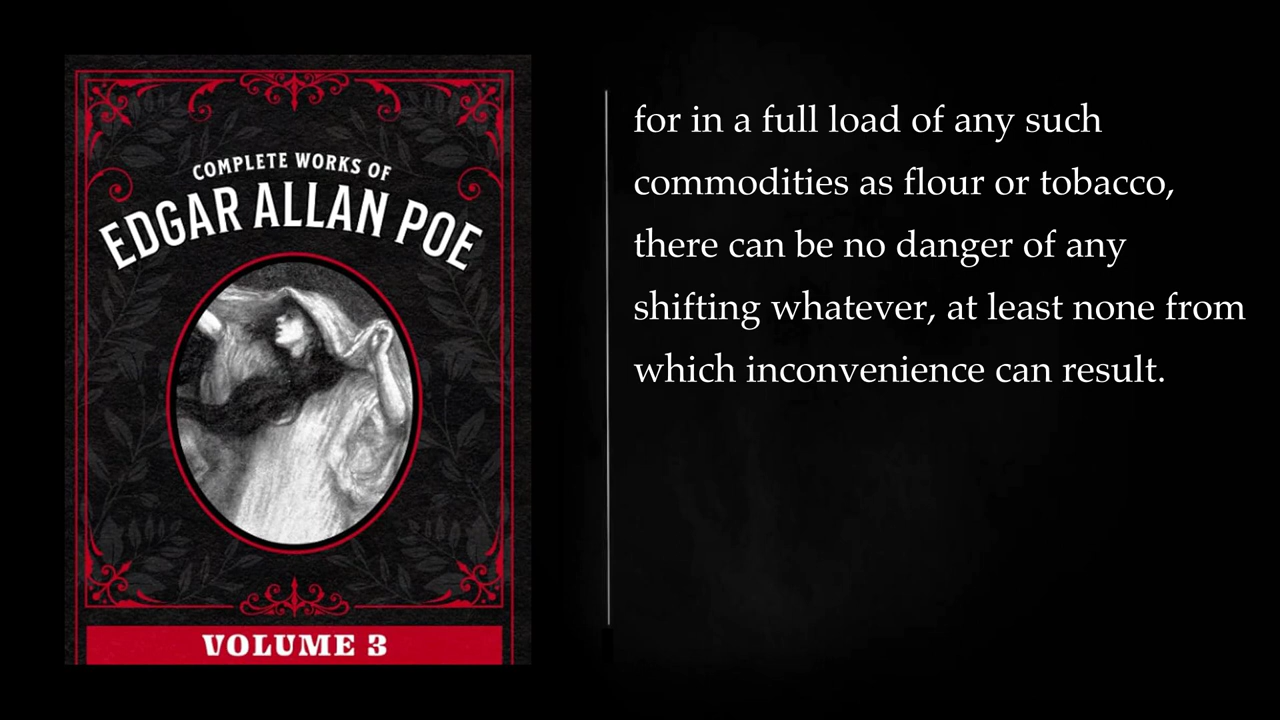 COMPLETE WORKS OF
EDGAR ALLAN POE
VOLUME 3
for in a full load of any such
commodities as flour or tobacco,
there can be no danger of any
shifting whatever, at least none from
which inconvenience can result.